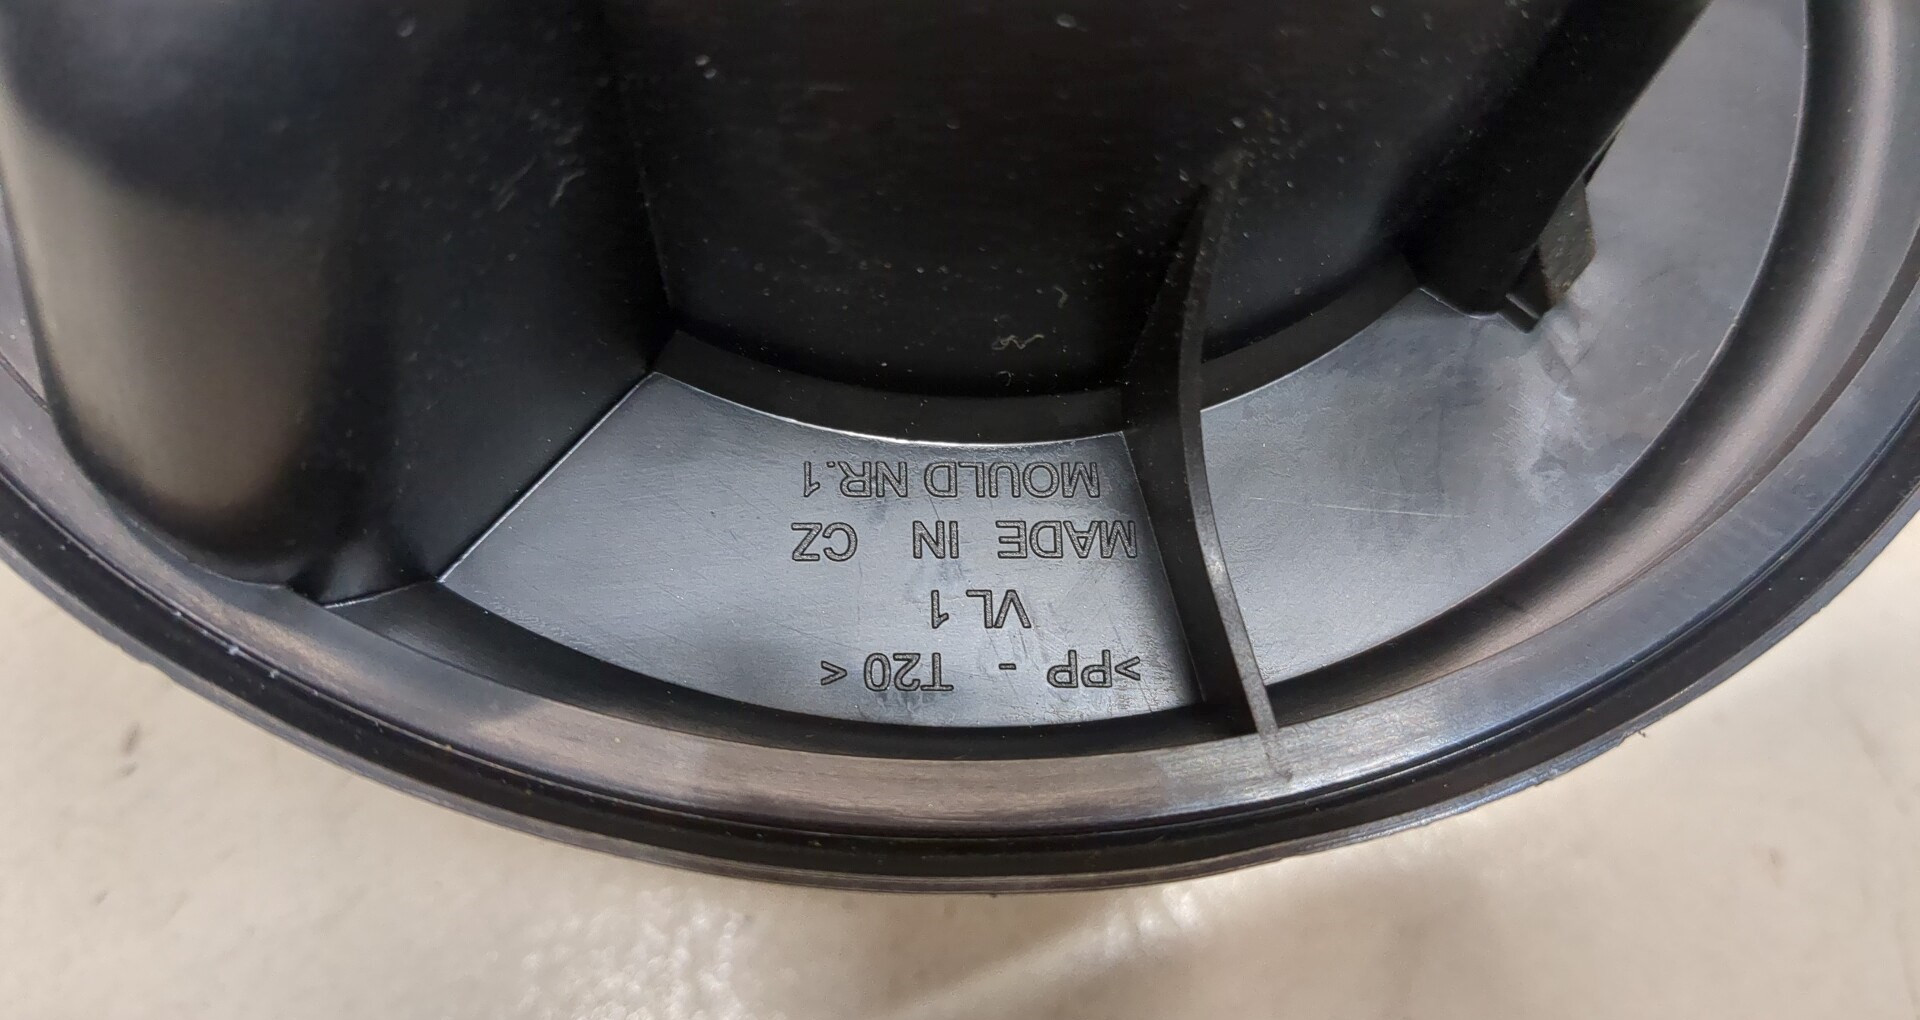 >PP - T20<
VL 1
MADE IN CZ
MOULD NR.1